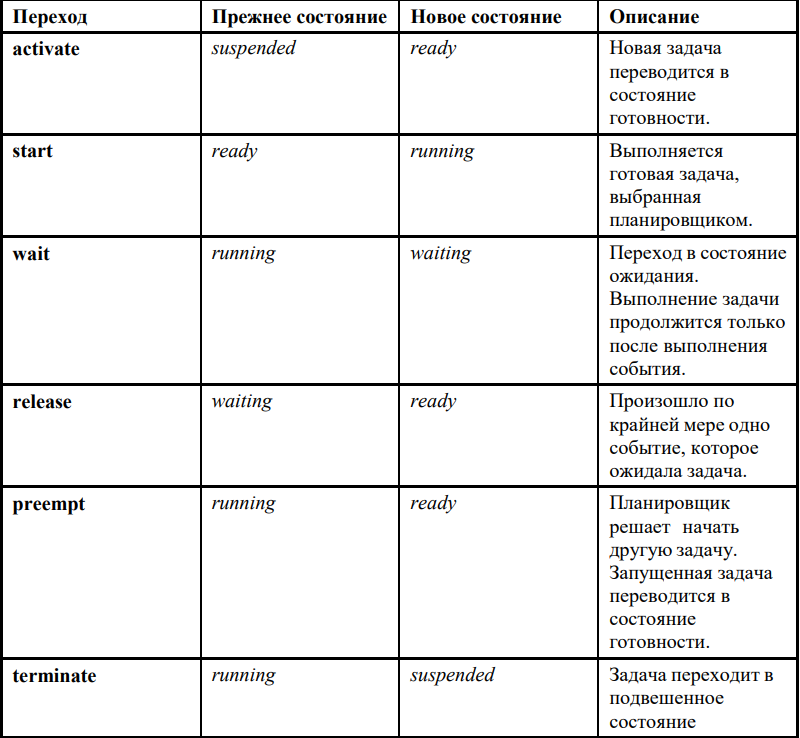 Переход Прежнее состояние Новое состояние Описание
activate suspended ready Новая задача
переводится в
состояние
готовности.
start ready running Выполняется
готовая задача,
выбранная
планировщиком.
wait running waiting Переход в состояние
ожидания.
Выполнение задачи
продолжится только
после выполнения
события.
release waiting ready Произошло по
крайней мере одно
событие, которое
ожидала задача.
preempt running ready Планировщик
решает начать
другую задачу.
Запущенная задача
переводится в
состояние
готовности.
terminate running suspended Задача переходит в
подвешенное
состояние